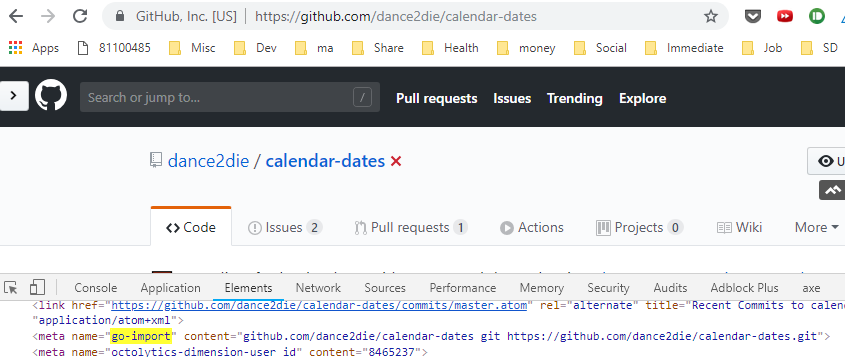 GitHub, Inc. [US] | https://github.com/dance2die/calendar-dates
Apps 81100485 Misc Dev ma Share Health money Social Immediate Job SD
Search or jump to... / Pull requests Issues Trending Explore
dance2die / calendar-dates
Code Issues 2 Pull requests 1 Actions Projects 0 Wiki More
Console Application Elements Network Sources Performance Memory Security Audits Adblock Plus axe
<link href="https://github.com/dance2die/calendar-dates/commits/master.atom" rel="alternate" title="Recent Commits to calen
"application/atom+xml">
<meta name="go-import" content="github.com/dance2die/calendar-dates git https://github.com/dance2die/calendar-dates.git">
<meta name="octolytics-dimension-user_id" content="8465237">